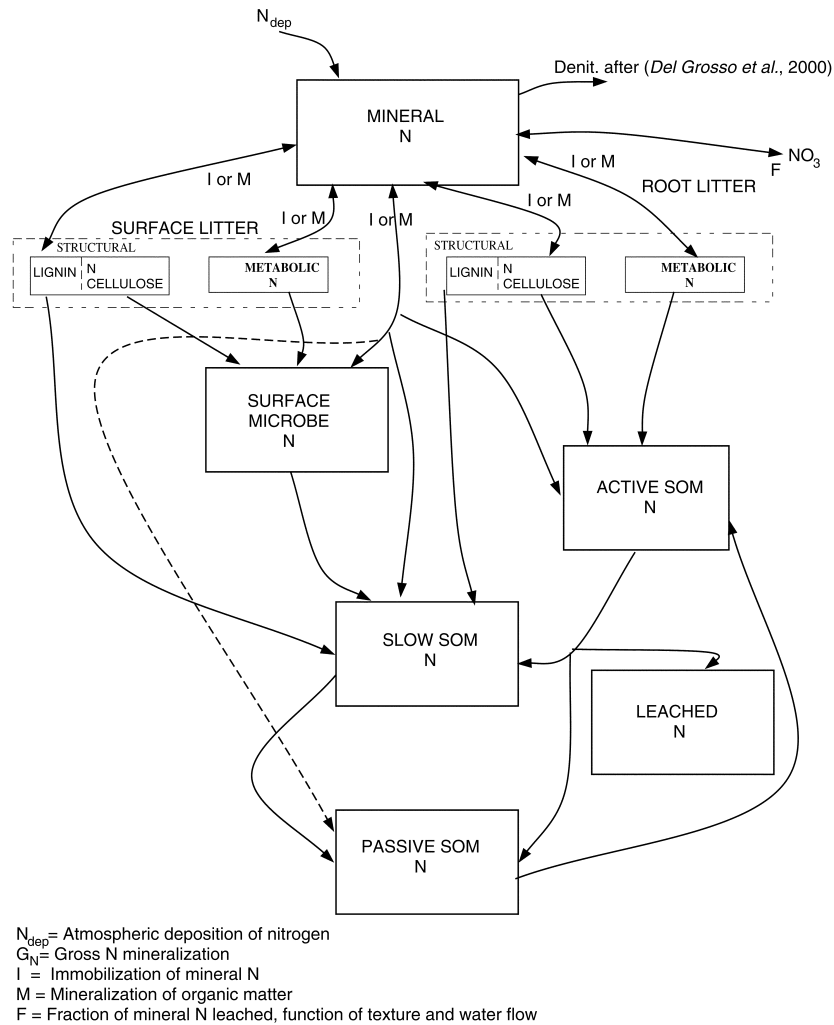 Ndep
Denit. after (Del Grosso et al., 2000)
MINERAL
N
NO3
F
I or M
I or M
I or M
I or M
I or M
ROOT LITTER
SURFACE LITTER
STRUCTURAL
LIGNIN
N
CELLULOSE
METABOLIC
N
STRUCTURAL
LIGNIN
N
CELLULOSE
METABOLIC
N
SURFACE
MICROBE
N
ACTIVE SOM
N
SLOW SOM
N
LEACHED
N
PASSIVE SOM
N
Ndep= Atmospheric deposition of nitrogen
GN= Gross N mineralization
I = Immobilization of mineral N
M = Mineralization of organic matter
F = Fraction of mineral N leached, function of texture and water flow